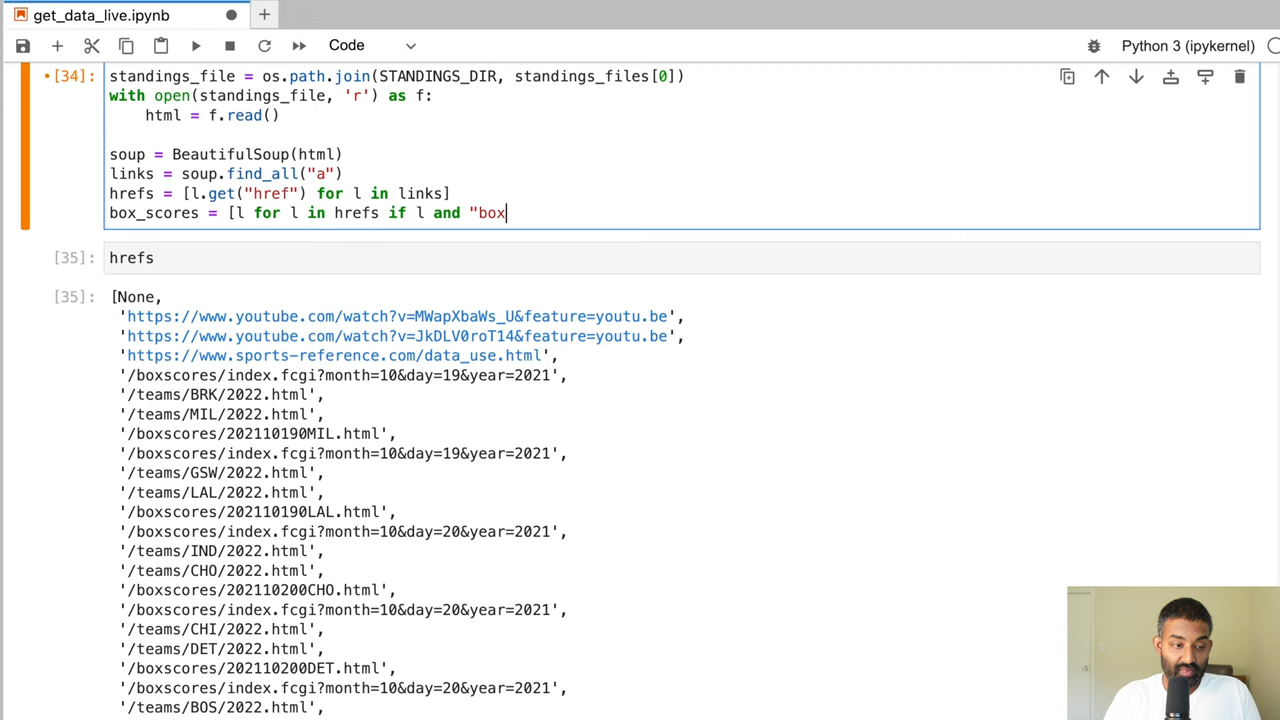 get_data_live.ipynb
Code
Python 3 (ipykernel)
[34]:
standings_file = os.path.join(STANDINGS_DIR, standings_files[0])
with open(standings_file, 'r') as f:
    html = f.read()
soup = BeautifulSoup(html)
links = soup.find_all("a")
hrefs = [l.get("href") for l in links]
box_scores = [l for l in hrefs if l and "box
[35]:
hrefs
[35]:
[None,
'https://www.youtube.com/watch?v=MWapXbaWs_U&feature=youtu.be',
'https://www.youtube.com/watch?v=JkDLV0roT14&feature=youtu.be',
'https://www.sports-reference.com/data_use.html',
'/boxscores/index.fcgi?month=10&day=19&year=2021',
'/teams/BRK/2022.html',
'/teams/MIL/2022.html',
'/boxscores/202110190MIL.html',
'/boxscores/index.fcgi?month=10&day=19&year=2021',
'/teams/GSW/2022.html',
'/teams/LAL/2022.html',
'/boxscores/202110190LAL.html',
'/boxscores/index.fcgi?month=10&day=20&year=2021',
'/teams/IND/2022.html',
'/teams/CHO/2022.html',
'/boxscores/202110200CHO.html',
'/boxscores/index.fcgi?month=10&day=20&year=2021',
'/teams/CHI/2022.html',
'/teams/DET/2022.html',
'/boxscores/202110200DET.html',
'/boxscores/index.fcgi?month=10&day=20&year=2021',
'/teams/BOS/2022.html',